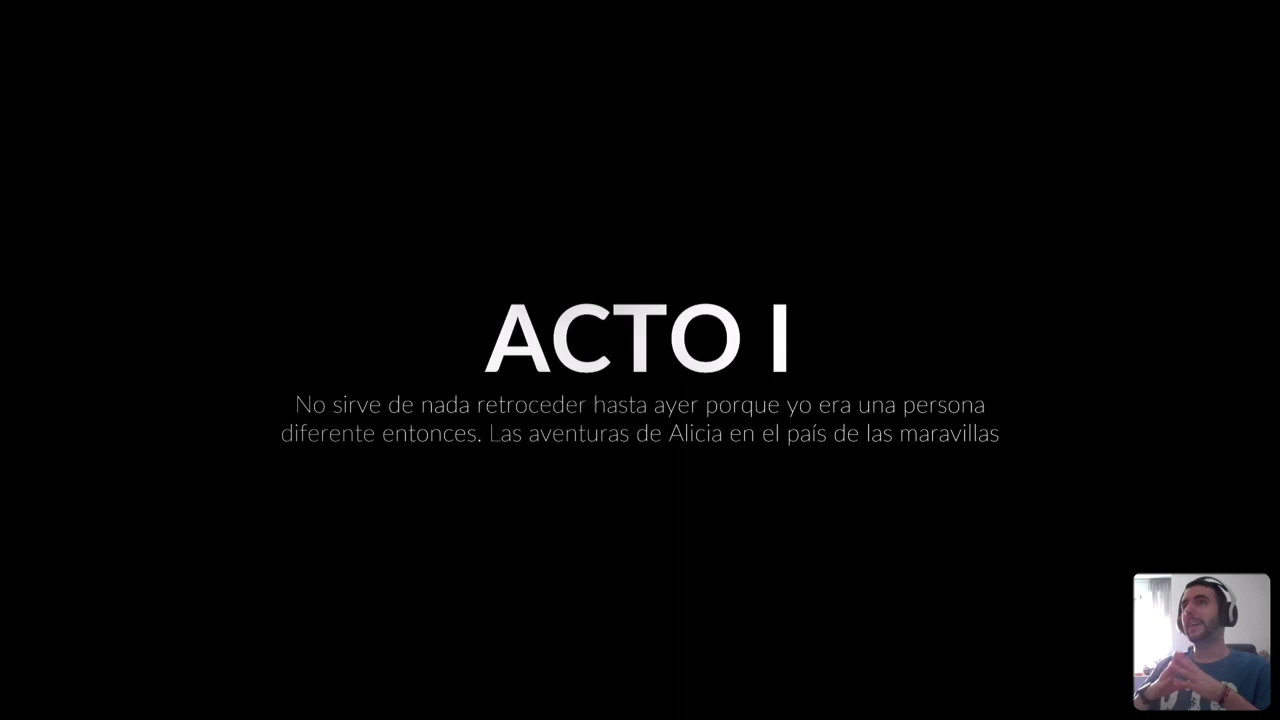 ACTO I
No sirve de nada retroceder hasta ayer porque yo era una persona
diferente entonces. Las aventuras de Alicia en el país de las maravillas